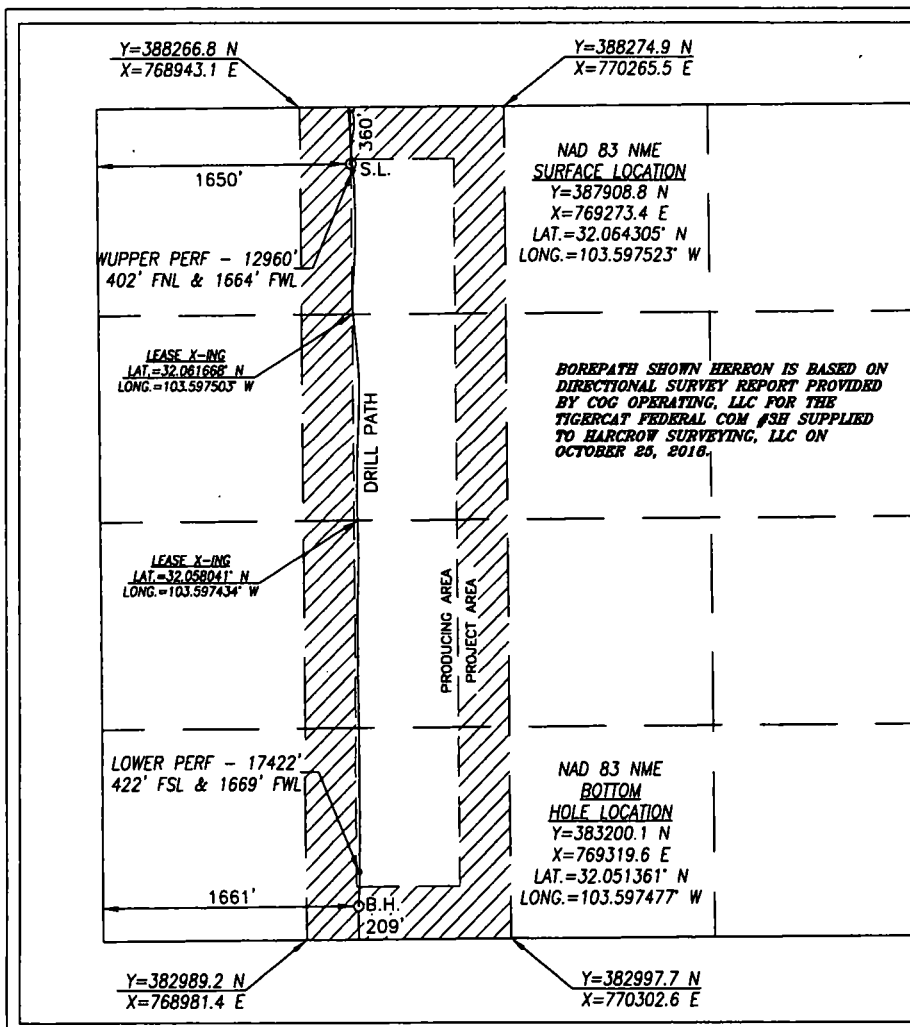 Y=388266.8 N
X=768943.1 E
Y=388274.9 N
X=770265.5 E
360'
S.L.
1650'
NAD 83 NME
SURFACE LOCATION
Y=387908.8 N
X=769273.4 E
LAT.=32.064305° N
LONG.=103.597523° W
WUPPER PERF - 12960'
402' FNL & 1664' FWL
LEASE X-ING
LAT.=32.061668° N
LONG.=103.597503° W
BOREPATH SHOWN HEREON IS BASED ON
DIRECTIONAL SURVEY REPORT PROVIDED
BY COG OPERATING, LLC FOR THE
TIGERCAT FEDERAL COM #3H SUPPLIED
TO HARCROW SURVEYING, LLC ON
OCTOBER 25, 2018.
DRILL PATH
LEASE X-ING
LAT.=32.058041° N
LONG.=103.597434° W
PRODUCING AREA
PROJECT AREA
LOWER PERF - 17422'
422' FSL & 1669' FWL
NAD 83 NME
BOTTOM
HOLE LOCATION
Y=383200.1 N
X=769319.6 E
LAT.=32.051361° N
LONG.=103.597477° W
1661'
B.H.
209'
Y=382989.2 N
X=768981.4 E
Y=382997.7 N
X=770302.6 E